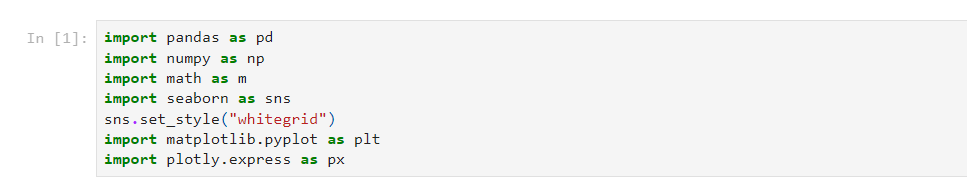 In [1]:
import pandas as pd
import numpy as np
import math as m
import seaborn as sns
sns.set_style("whitegrid")
import matplotlib.pyplot as plt
import plotly.express as px